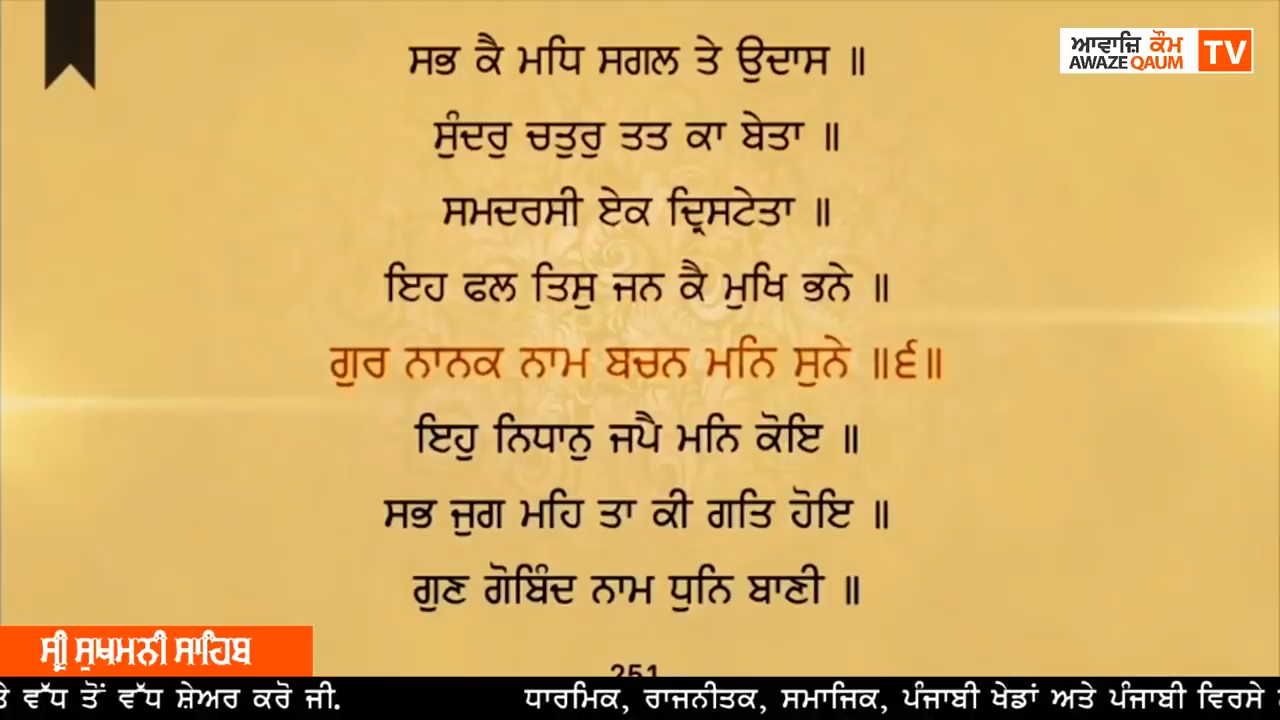 ਆਵਾਜ਼ਿ ਕੌਮ
AWAZE QAUM TV
ਸਭ ਕੈ ਮਧਿ ਸਗਲ ਤੇ ਉਦਾਸ ॥
ਸੁੰਦਰੁ ਚਤੁਰੁ ਤਤ ਕਾ ਬੇਤਾ ॥
ਸਮਦਰਸੀ ਏਕ ਦ੍ਰਿਸਟੇਤਾ ॥
ਇਹ ਫਲ ਤਿਸੁ ਜਨ ਕੈ ਮੁਖਿ ਭਨੇ ॥
ਗੁਰ ਨਾਨਕ ਨਾਮ ਬਚਨ ਮਨਿ ਸੁਨੇ ॥੬॥
ਇਹੁ ਨਿਧਾਨੁ ਜਪੈ ਮਨਿ ਕੋਇ ॥
ਸਭ ਜੁਗ ਮਹਿ ਤਾ ਕੀ ਗਤਿ ਹੋਇ ॥
ਗੁਣ ਗੋਬਿੰਦ ਨਾਮ ਧੁਨਿ ਬਾਣੀ ॥
251
ਸ੍ਰੀ ਸੁਖਮਨੀ ਸਾਹਿਬ
ਵੱਧ ਤੋਂ ਵੱਧ ਸ਼ੇਅਰ ਕਰੋ ਜੀ. ਧਾਰਮਿਕ, ਰਾਜਨੀਤਕ, ਸਮਾਜਿਕ, ਪੰਜਾਬੀ ਖੇਡਾਂ ਅਤੇ ਪੰਜਾਬੀ ਵਿਰਸੇ